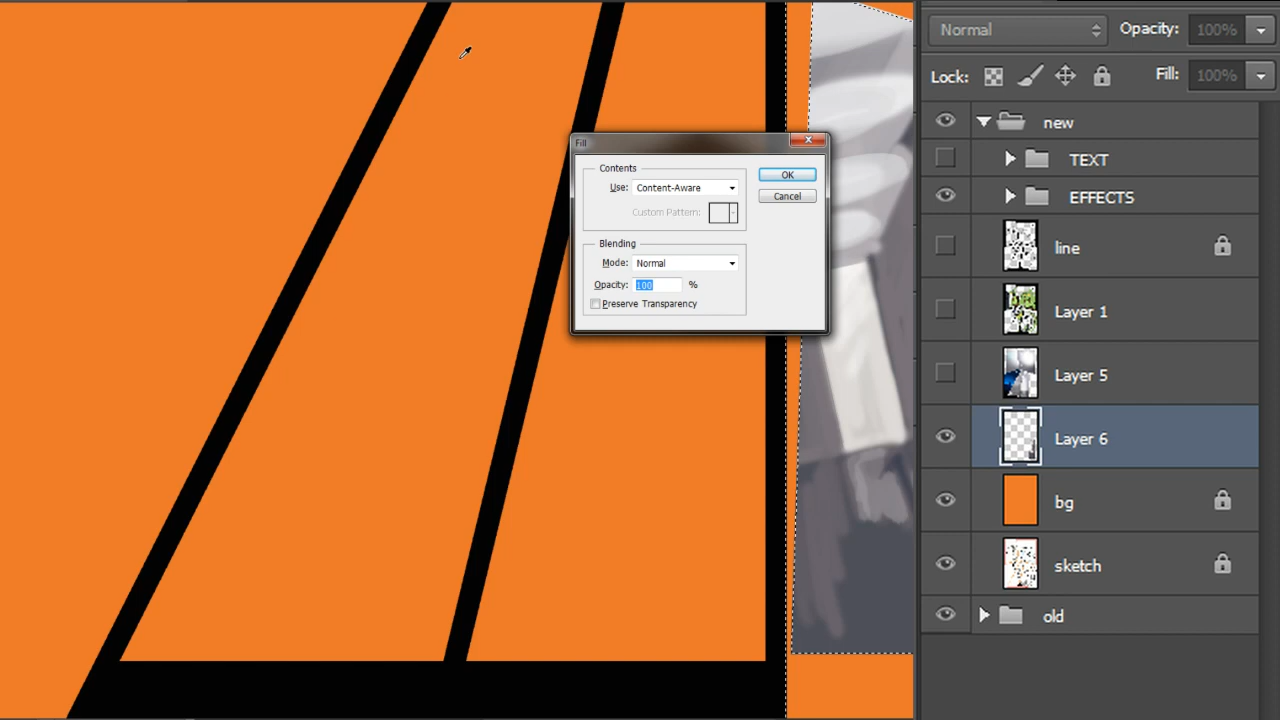 Normal
Opacity: 100%
Lock:
Fill: 100%
new
TEXT
EFFECTS
line
Layer 1
Layer 5
Layer 6
bg
sketch
old
Fill
Contents
Use: Content-Aware
Custom Pattern:
OK
Cancel
Blending
Mode: Normal
Opacity: 100 %
Preserve Transparency